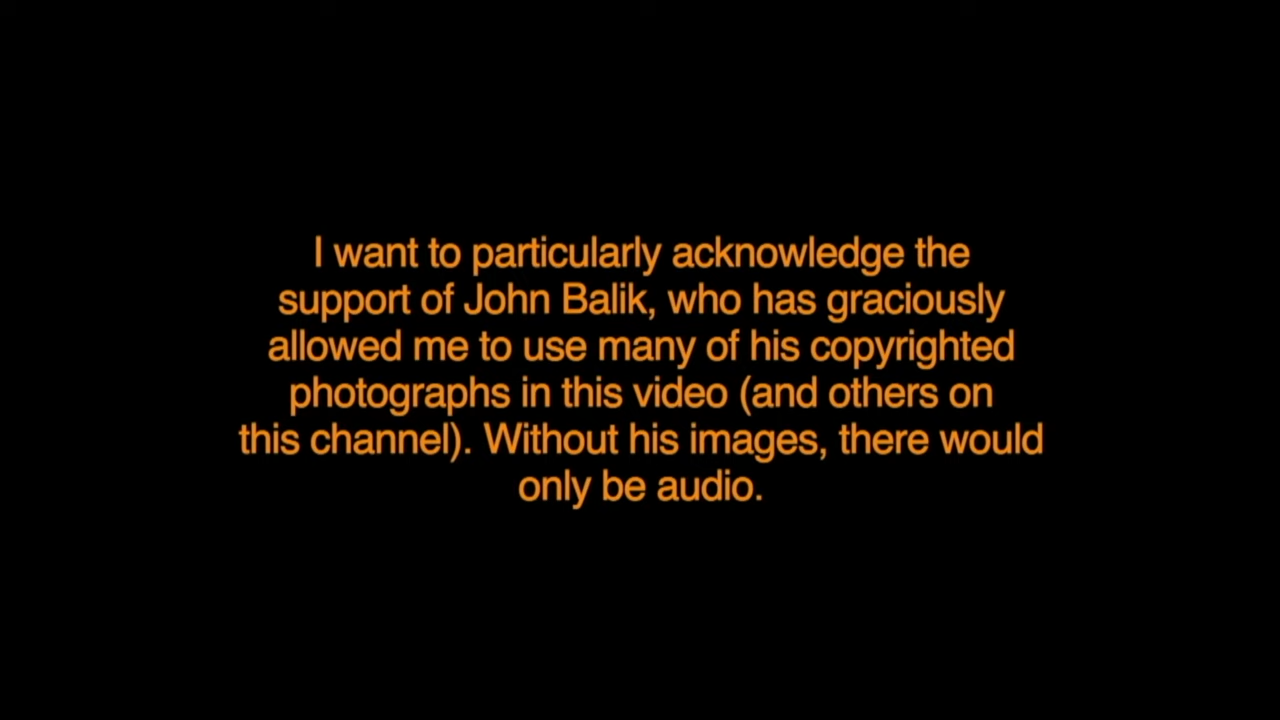 I want to particularly acknowledge the
support of John Balik, who has graciously
allowed me to use many of his copyrighted
photographs in this video (and others on
this channel). Without his images, there would
only be audio.